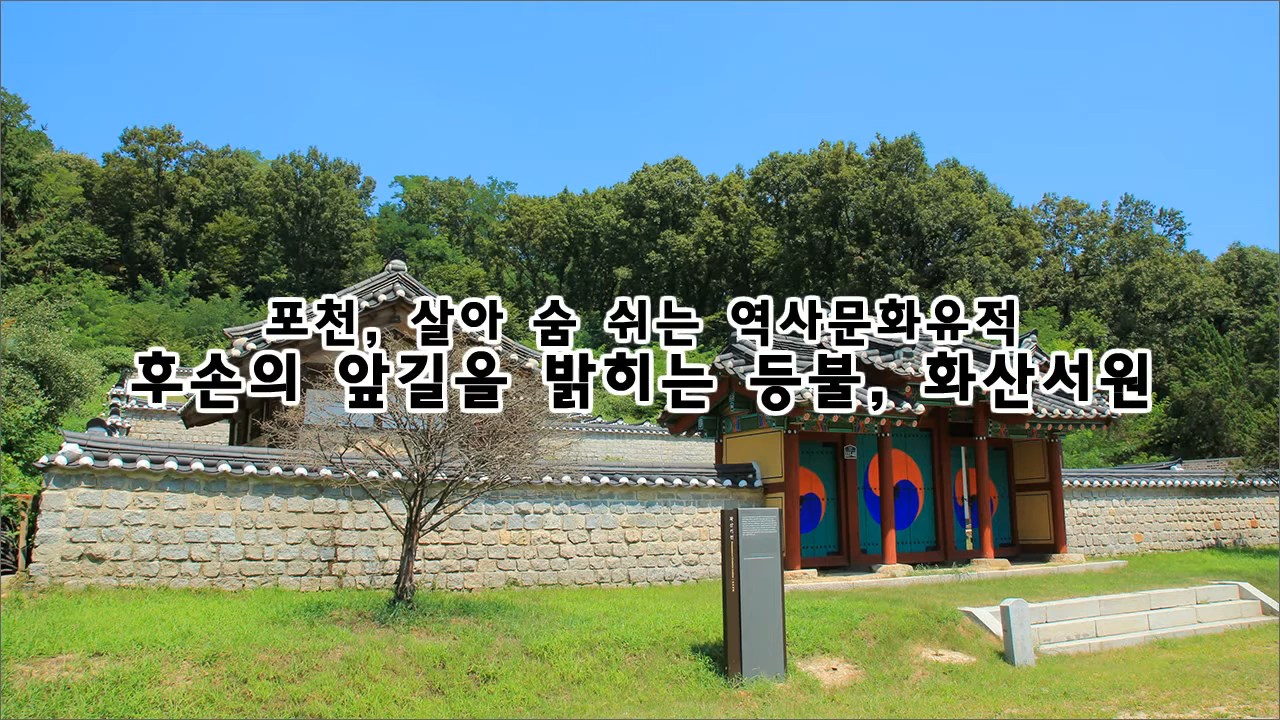 포천, 살아 숨 쉬는 역사문화유적
후손의 앞길을 밝히는 등불, 화산서원